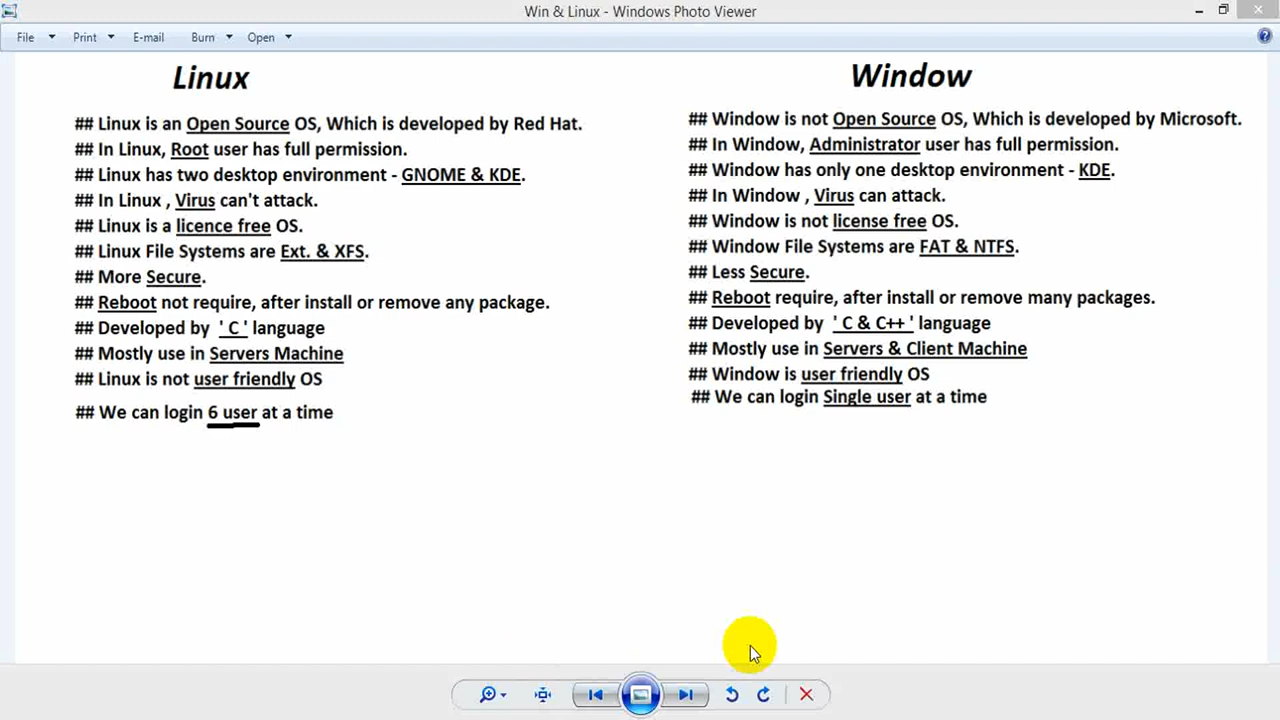 Win & Linux - Windows Photo Viewer
File Print E-mail Burn Open
Linux
## Linux is an Open Source OS, Which is developed by Red Hat.
## In Linux, Root user has full permission.
## Linux has two desktop environment - GNOME & KDE.
## In Linux , Virus can't attack.
## Linux is a licence free OS.
## Linux File Systems are Ext. & XFS.
## More Secure.
## Reboot not require, after install or remove any package.
## Developed by ' C ' language
## Mostly use in Servers Machine
## Linux is not user friendly OS
## We can login 6 user at a time
Window
## Window is not Open Source OS, Which is developed by Microsoft.
## In Window, Administrator user has full permission.
## Window has only one desktop environment - KDE.
## In Window , Virus can attack.
## Window is not license free OS.
## Window File Systems are FAT & NTFS.
## Less Secure.
## Reboot require, after install or remove many packages.
## Developed by ' C & C++ ' language
## Mostly use in Servers & Client Machine
## Window is user friendly OS
## We can login Single user at a time